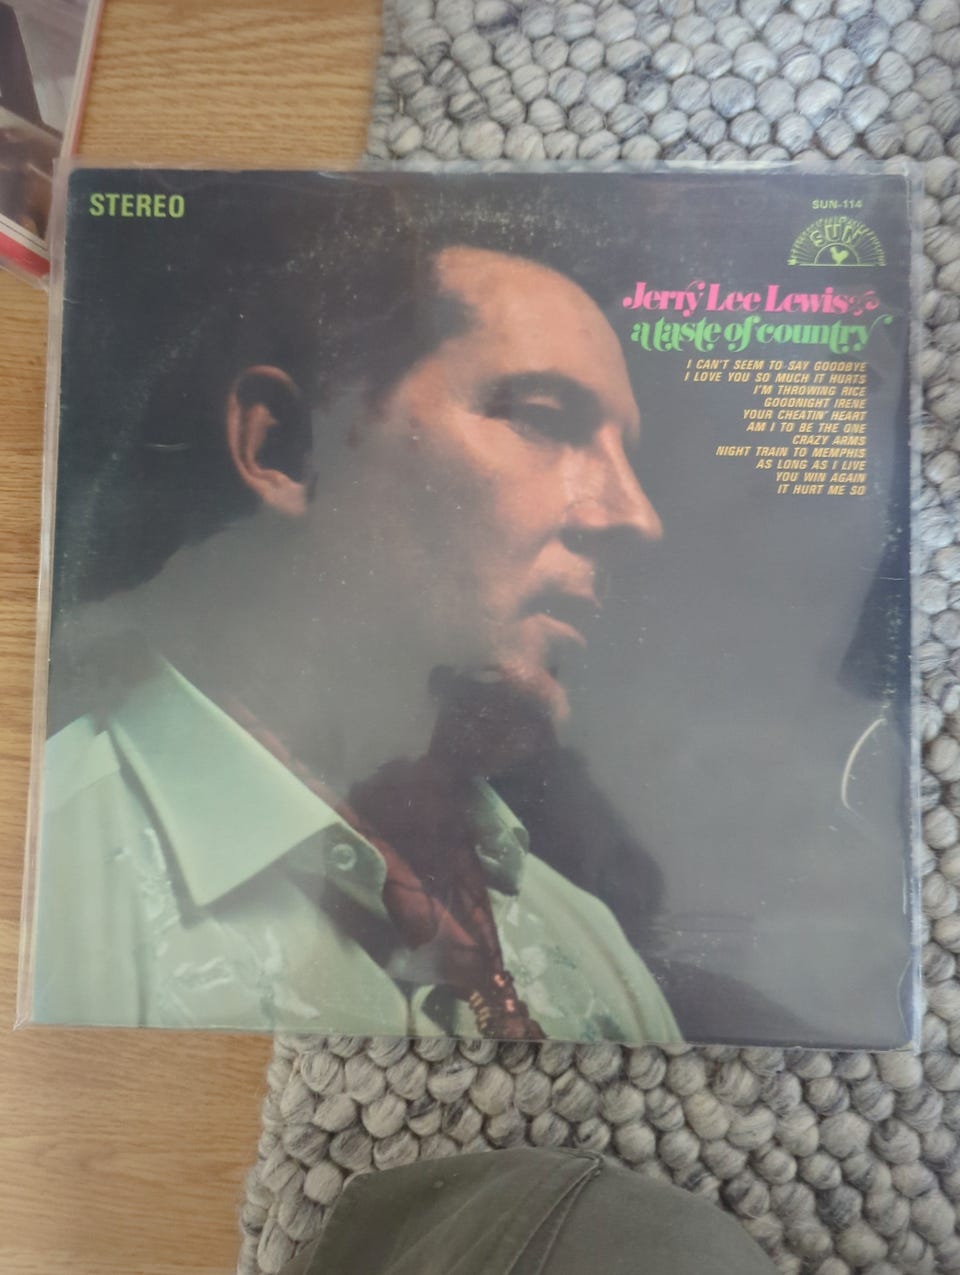 STEREO
SUN-114
SUN
Jerry Lee Lewis
a taste of country
I CAN'T SEEM TO SAY GOODBYE
I LOVE YOU SO MUCH IT HURTS
I'M THROWING RICE
GOODNIGHT IRENE
YOUR CHEATIN' HEART
AM I TO BE THE ONE
CRAZY ARMS
NIGHT TRAIN TO MEMPHIS
AS LONG AS I LIVE
YOU WIN AGAIN
IT HURT ME SO